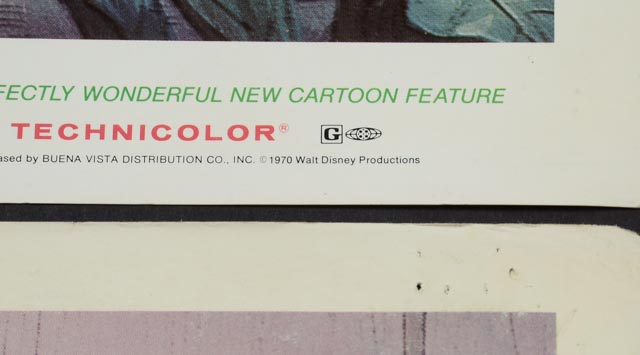 FECTLY WONDERFUL NEW CARTOON FEATURE
TECHNICOLOR®
G
ased by BUENA VISTA DISTRIBUTION CO., INC. ©1970 Walt Disney Productions